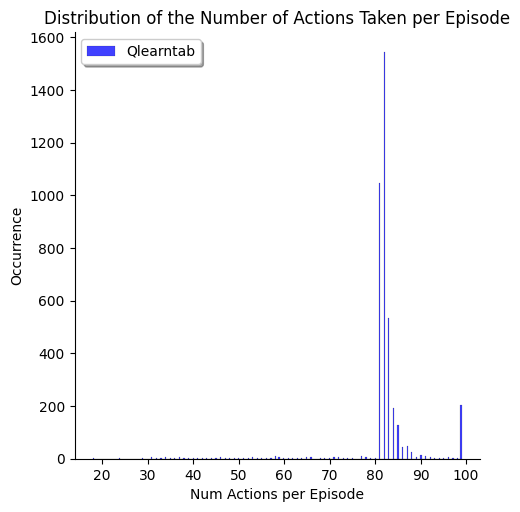 Distribution of the Number of Actions Taken per Episode
Qlearntab
1600
1400
1200
1000
800
600
400
200
0
Occurrence
20 30 40 50 60 70 80 90 100
Num Actions per Episode